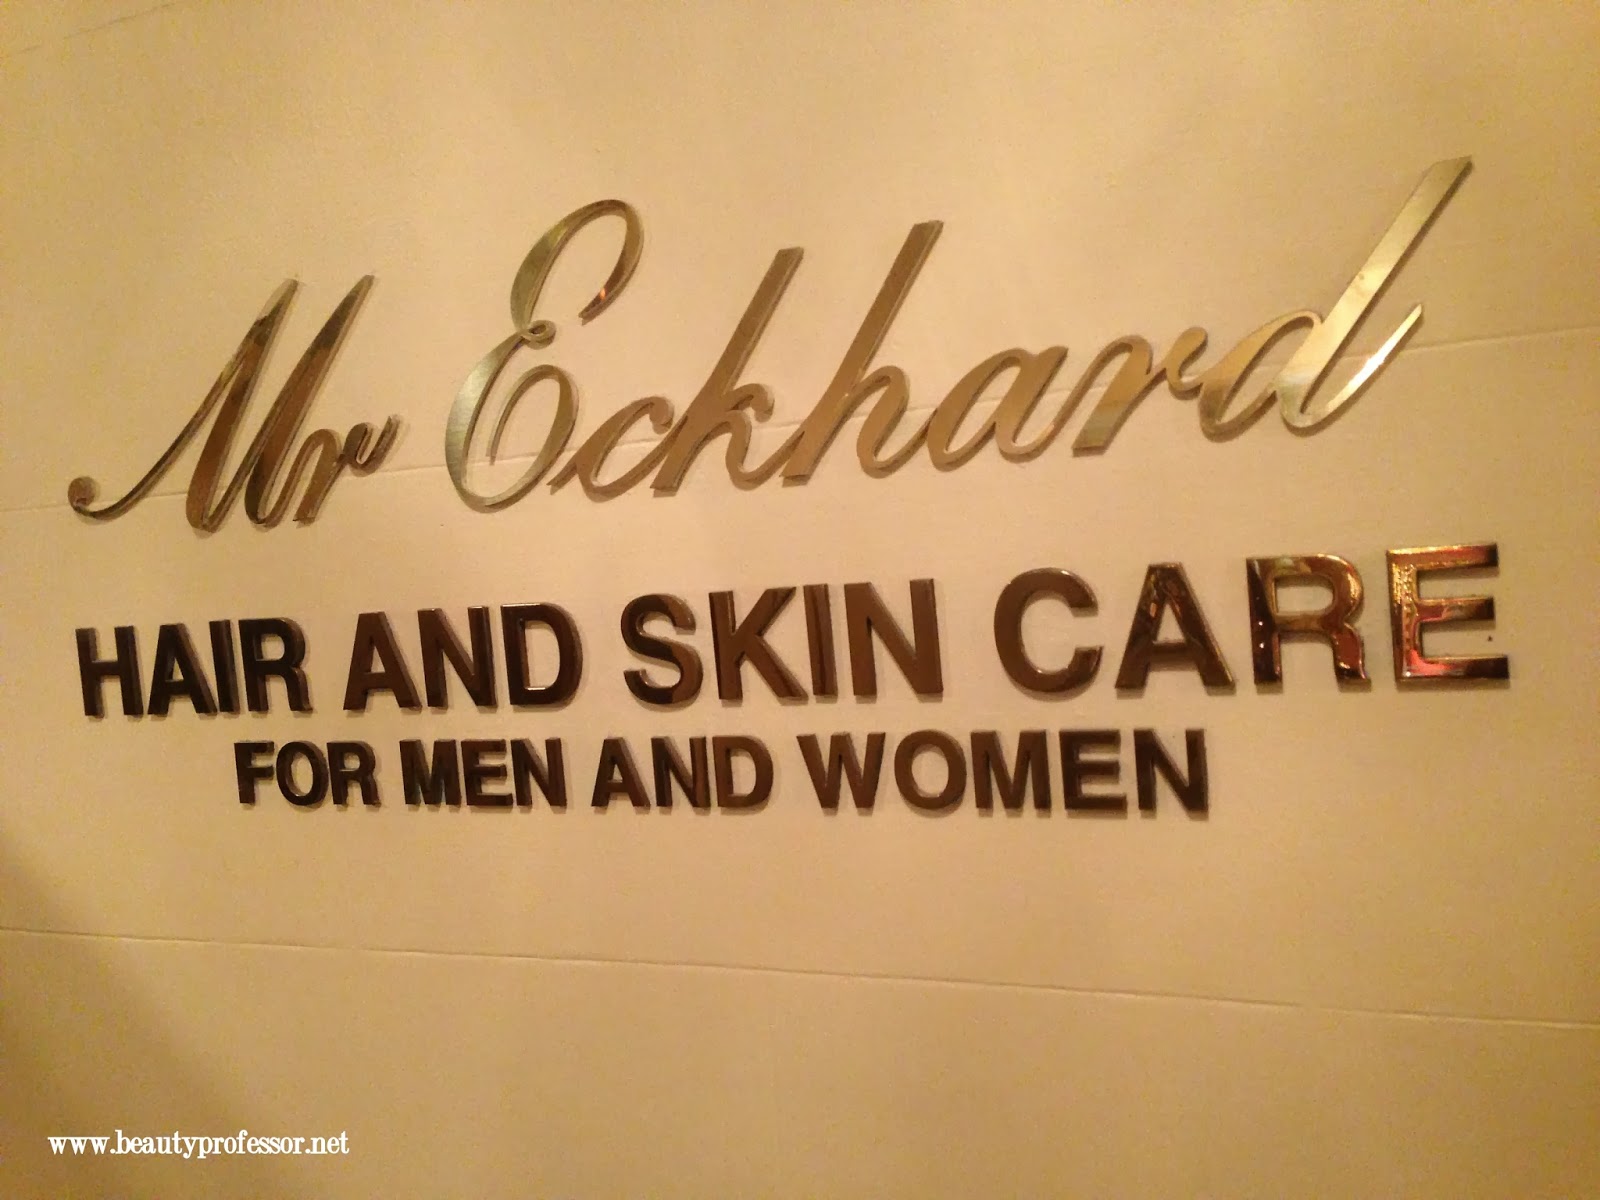 Mr Eckhard
HAIR AND SKIN CARE
FOR MEN AND WOMEN
www.beautyprofessor.net